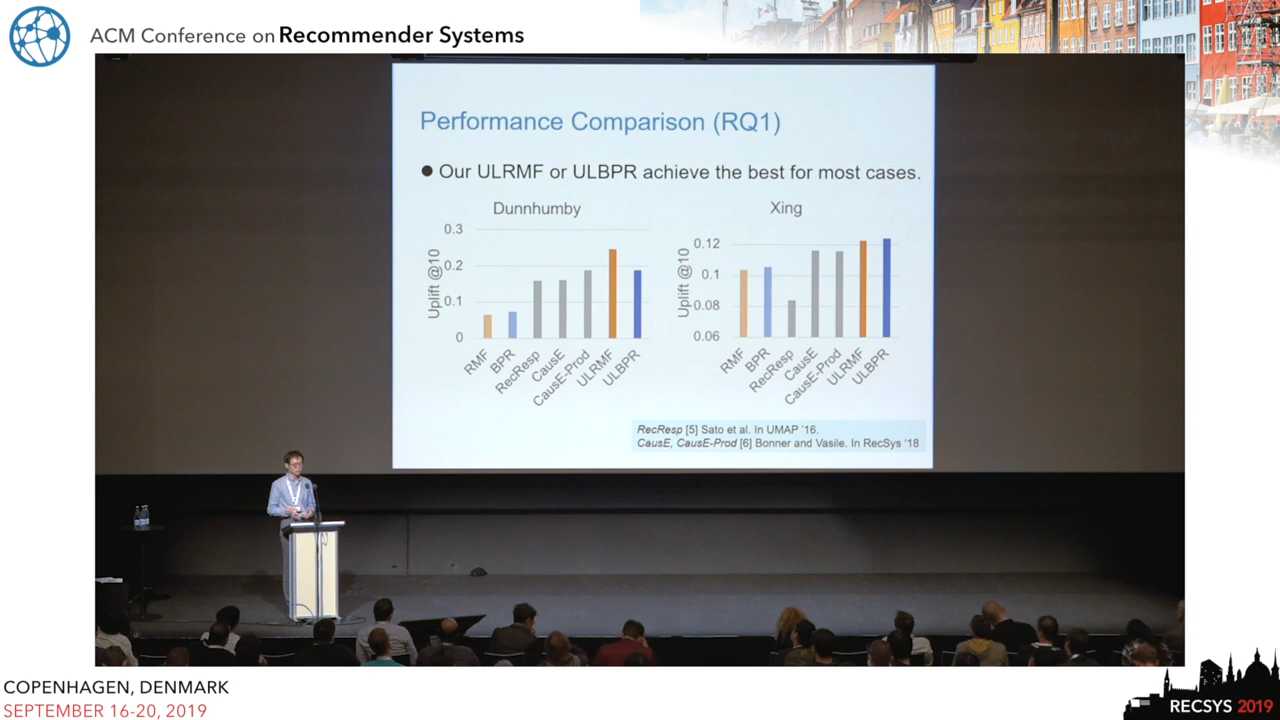 ACM Conference on Recommender Systems
Performance Comparison (RQ1)
Our ULRMF or ULBPR achieve the best for most cases.
Dunnhumby
Uplift @10
0.3
0.2
0.1
0
RMF
BPR
RecResp
CausE
CausE-Prod
ULRMF
ULBPR
Xing
Uplift @10
0.12
0.1
0.08
0.06
RMF
BPR
RecResp
CausE
CausE-Prod
ULRMF
ULBPR
RecResp [5] Sato et al. In UMAP '16.
CausE, CausE-Prod [6] Bonner and Vasile. In RecSys '18
COPENHAGEN, DENMARK
SEPTEMBER 16-20, 2019
RECSYS 2019